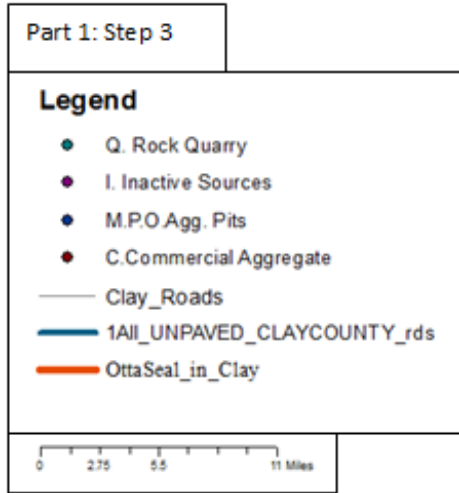 Part 1: Step 3
Legend
Q. Rock Quarry
I. Inactive Sources
M.P.O.Agg. Pits
C.Commercial Aggregate
Clay_Roads
1All_UNPAVED_CLAYCOUNTY_rds
OttaSeal_in_Clay
0 2.75 5.5 11 Miles